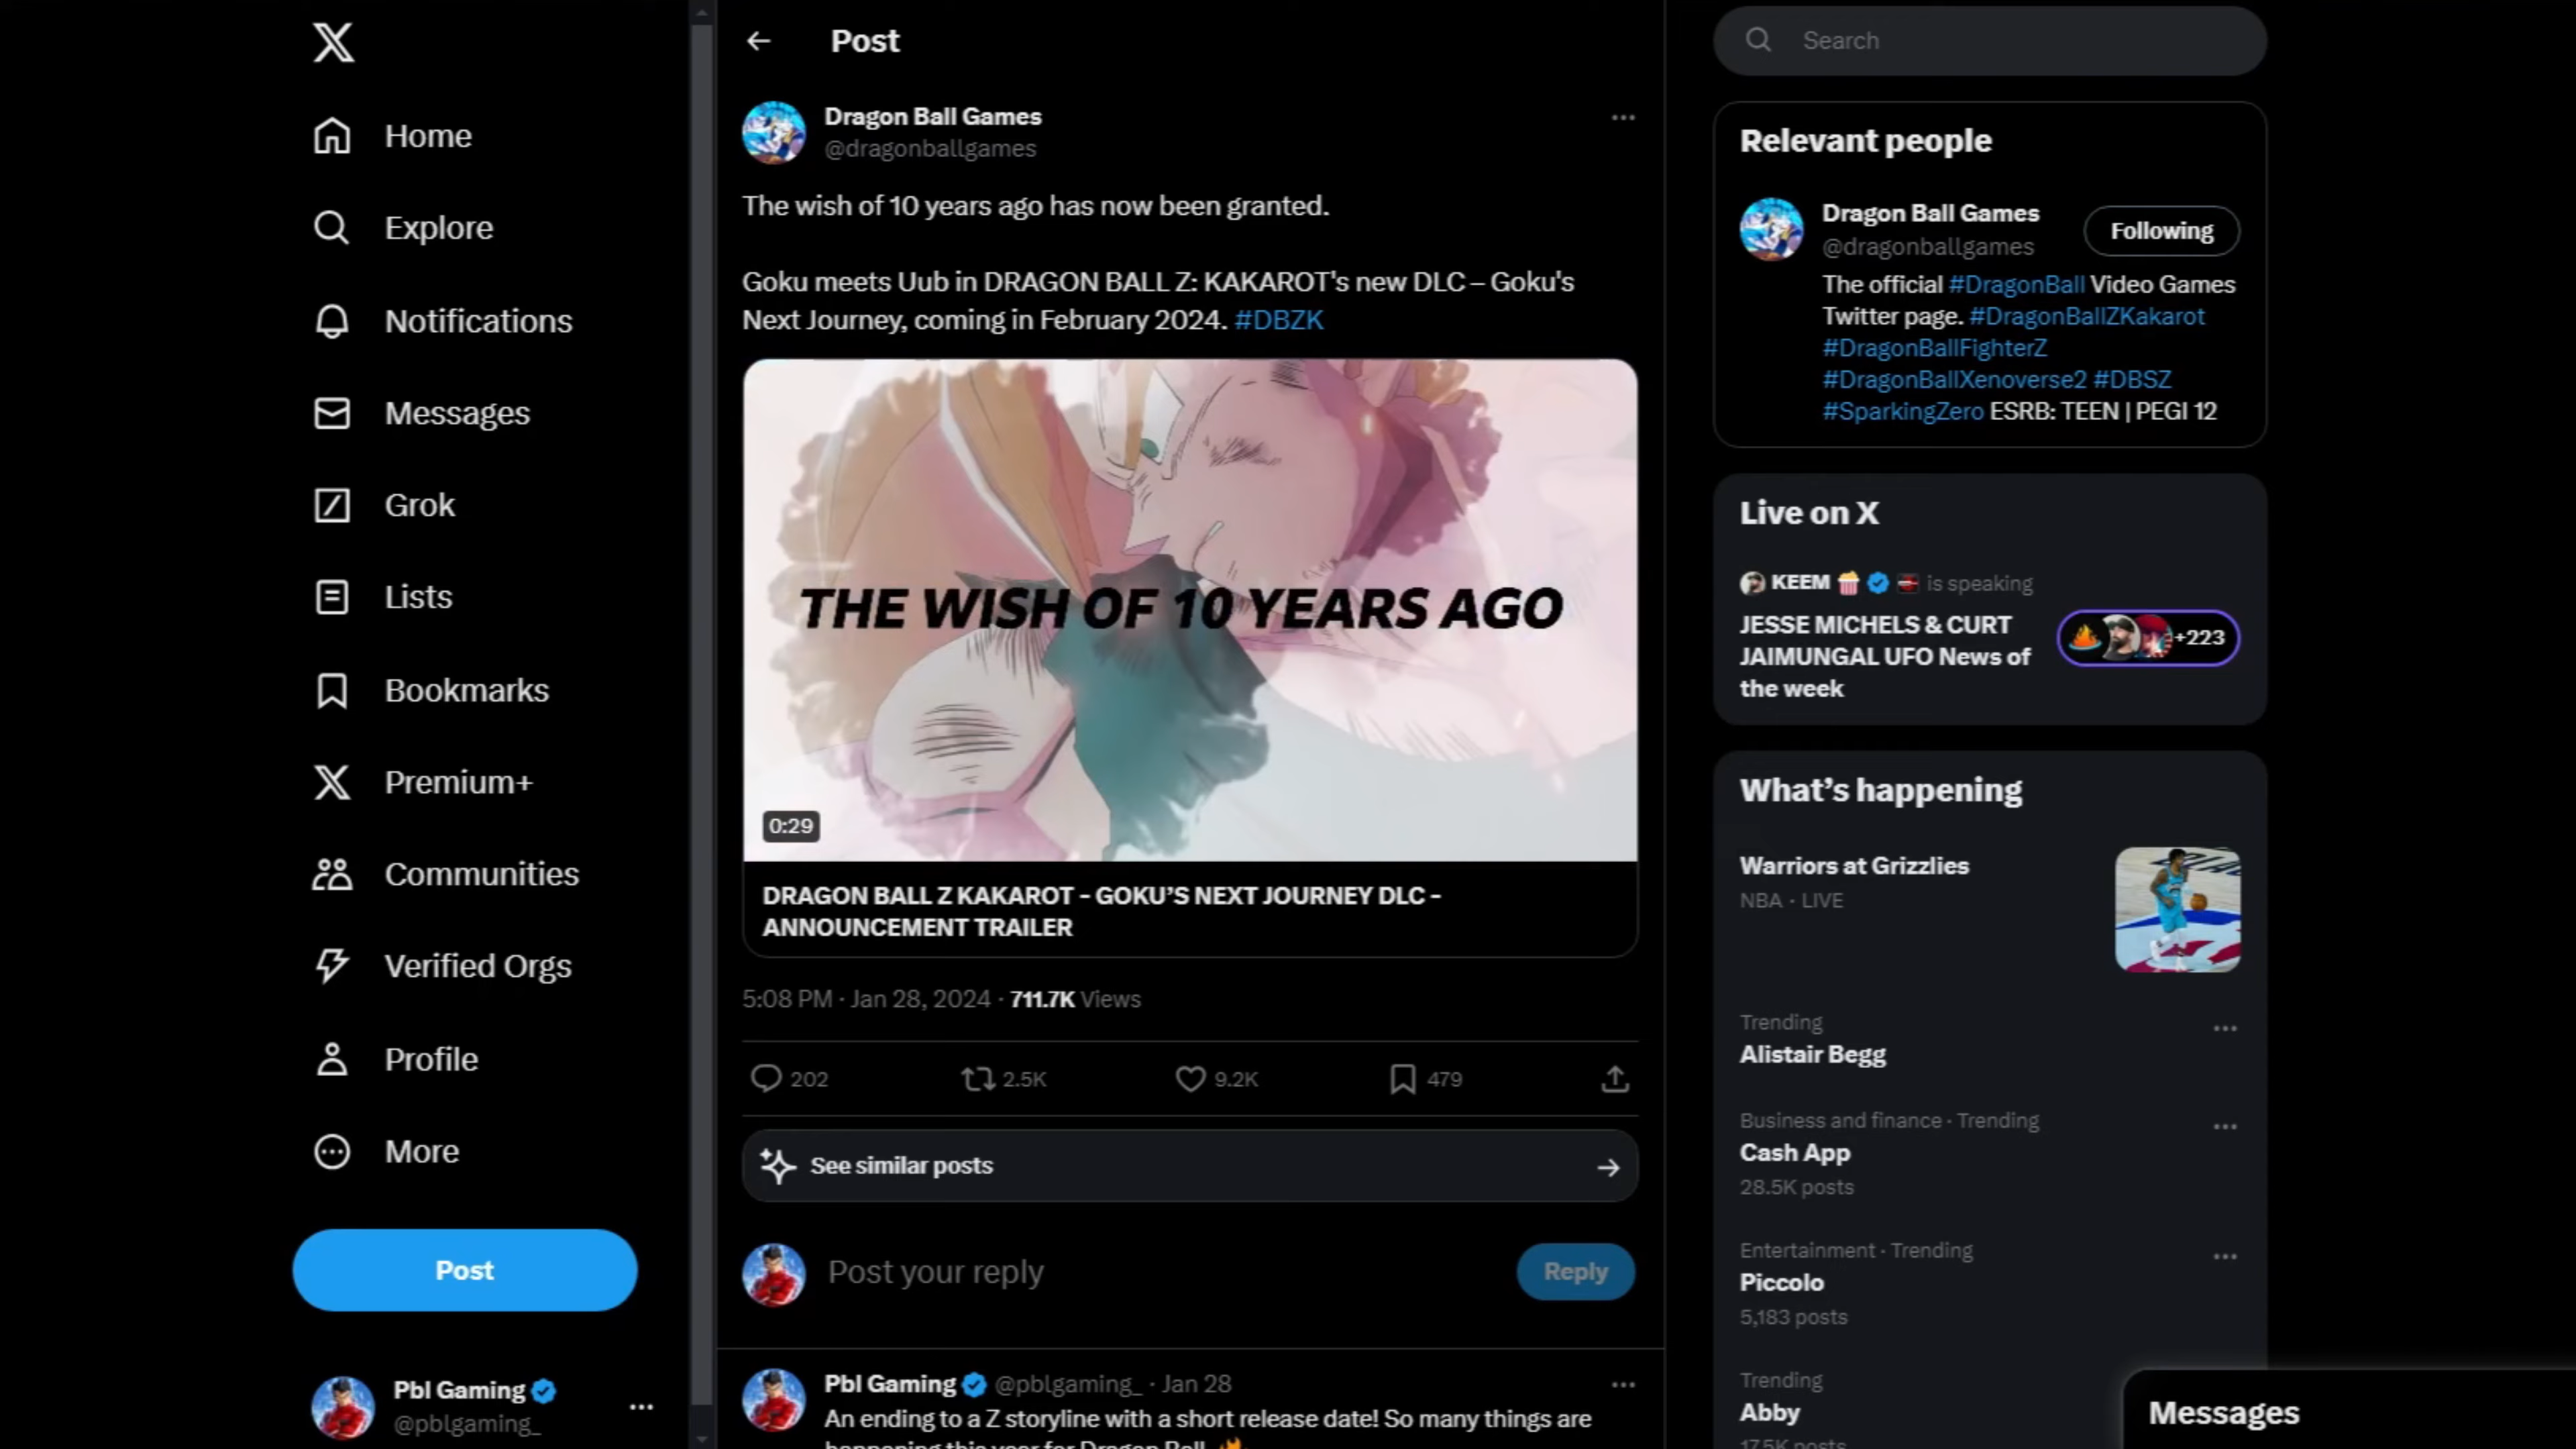 Home
Explore
Notifications
Messages
Grok
Lists
Bookmarks
Premium+
Communities
Verified Orgs
Profile
More
Post
Pbl Gaming
@pblgaming_
Post
Dragon Ball Games
@dragonballgames
The wish of 10 years ago has now been granted.
Goku meets Uub in DRAGON BALL Z: KAKAROT's new DLC – Goku's
Next Journey, coming in February 2024. #DBZK
THE WISH OF 10 YEARS AGO
0:29
DRAGON BALL Z KAKAROT - GOKU'S NEXT JOURNEY DLC -
ANNOUNCEMENT TRAILER
5:08 PM · Jan 28, 2024 · 711.7K Views
202 2.5K 9.2K 479
See similar posts
Post your reply
Reply
Pbl Gaming @pblgaming_ · Jan 28
An ending to a Z storyline with a short release date! So many things are
happening this year for Dragon Ball
Search
Relevant people
Dragon Ball Games
@dragonballgames
Following
The official #DragonBall Video Games
Twitter page. #DragonBallZKakarot
#DragonBallFighterZ
#DragonBallXenoverse2 #DBSZ
#SparkingZero ESRB: TEEN | PEGI 12
Live on X
KEEM is speaking
JESSE MICHELS & CURT
JAIMUNGAL UFO News of
the week
+223
What's happening
Warriors at Grizzlies
NBA · LIVE
Trending
Alistair Begg
Business and finance · Trending
Cash App
28.5K posts
Entertainment · Trending
Piccolo
5,183 posts
Trending
Abby
17.5K posts
Messages